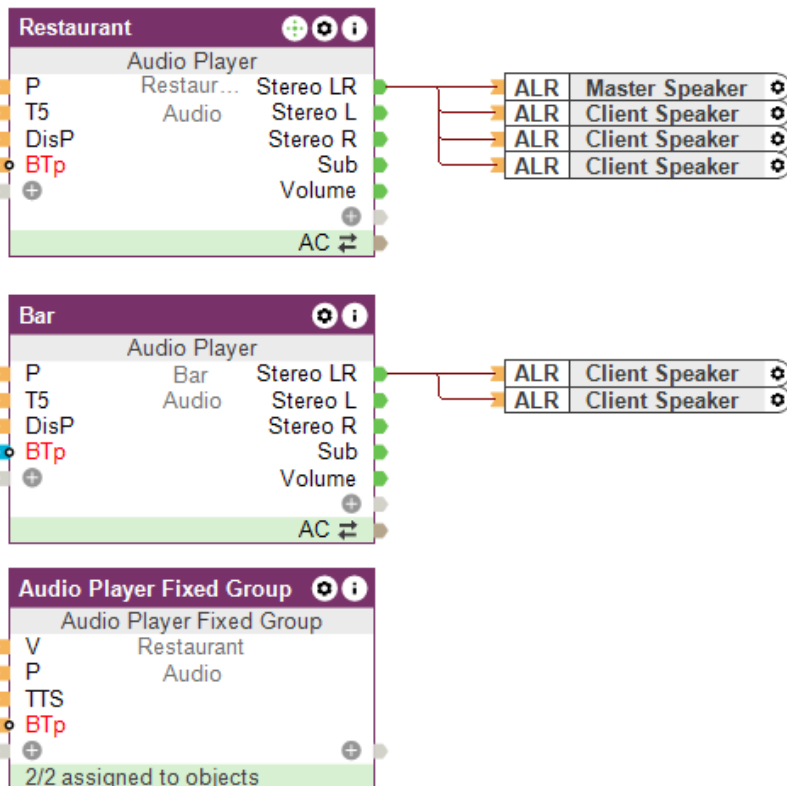 Restaurant
Audio Player
P Restaur... Stereo LR
T5 Audio Stereo L
DisP Stereo R
BTp Sub
Volume
AC
ALR Master Speaker
ALR Client Speaker
ALR Client Speaker
ALR Client Speaker
Bar
Audio Player
P Bar Stereo LR
T5 Audio Stereo L
DisP Stereo R
BTp Sub
Volume
AC
ALR Client Speaker
ALR Client Speaker
Audio Player Fixed Group
Audio Player Fixed Group
V Restaurant
P Audio
TTS
BTp
2/2 assigned to objects